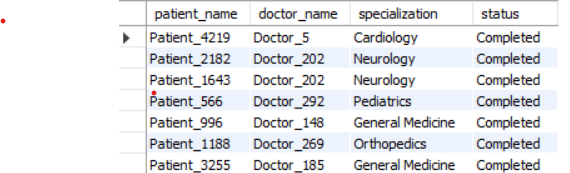 patient_name doctor_name specialization status
Patient_4219 Doctor_5 Cardiology Completed
Patient_2182 Doctor_202 Neurology Completed
Patient_1643 Doctor_202 Neurology Completed
Patient_566 Doctor_292 Pediatrics Completed
Patient_996 Doctor_148 General Medicine Completed
Patient_1188 Doctor_269 Orthopedics Completed
Patient_3255 Doctor_185 General Medicine Completed